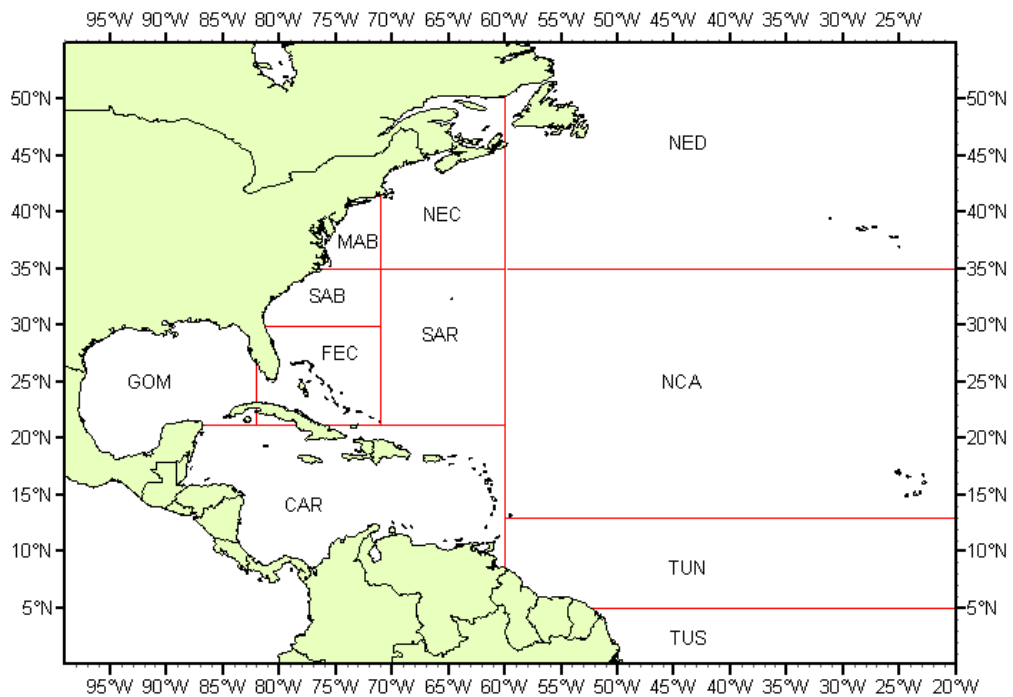 95°W 90°W 85°W 80°W 75°W 70°W 65°W 60°W 55°W 50°W 45°W 40°W 35°W 30°W 25°W
50°N 50°N
NED
45°N 45°N
NEC
40°N 40°N
MAB
35°N 35°N
SAB
SAR
30°N 30°N
FEC
GOM NCA
25°N 25°N
20°N 20°N
15°N CAR 15°N
10°N 10°N
TUN
5°N 5°N
TUS
95°W 90°W 85°W 80°W 75°W 70°W 65°W 60°W 55°W 50°W 45°W 40°W 35°W 30°W 25°W 20°W